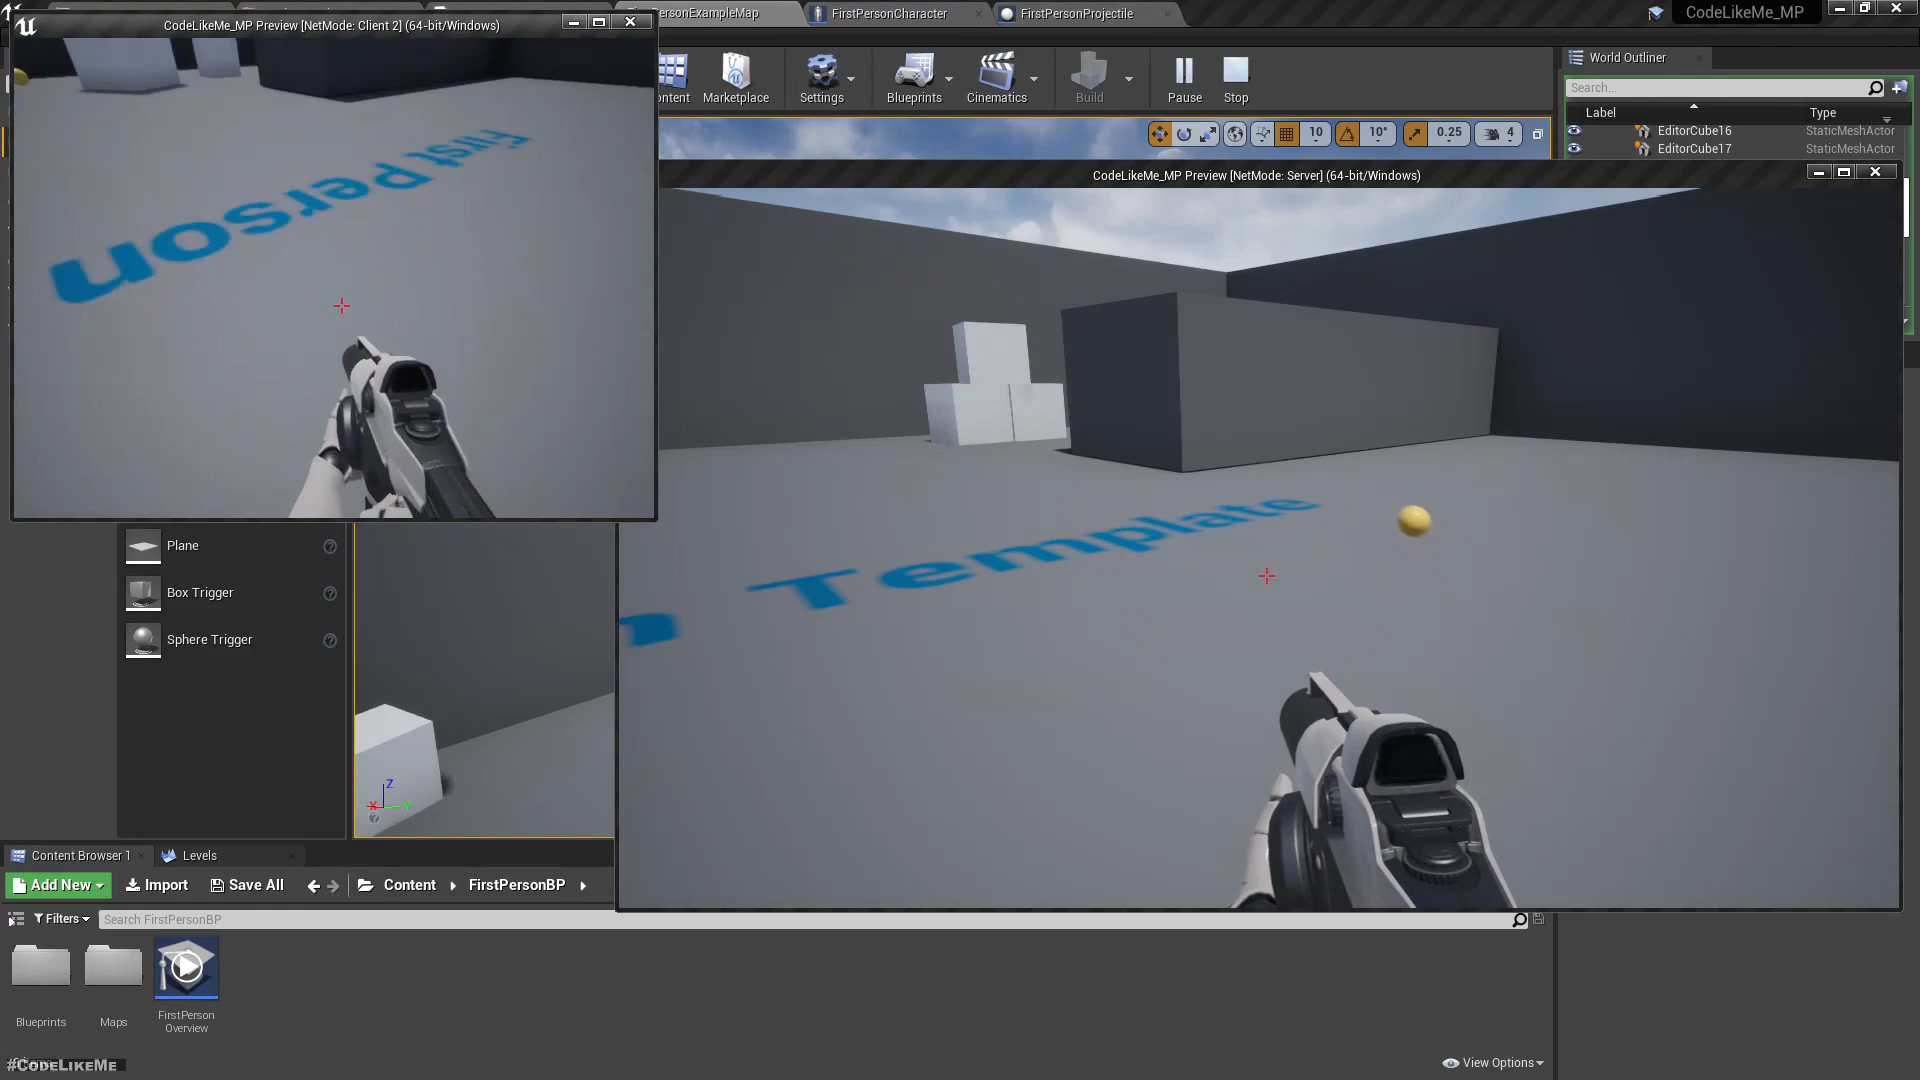 CodeLikeMe_MP Preview [NetMode: Client 2] (64-bit/Windows)
PersonExampleMap
FirstPersonCharacter
FirstPersonProjectile
CodeLikeMe_MP
Marketplace
Settings
Blueprints
Cinematics
Build
Pause
Stop
World Outliner
Search...
Label
Type
EditorCube16
StaticMeshActor
EditorCube17
StaticMeshActor
10
10°
0.25
4
CodeLikeMe_MP Preview [NetMode: Server] (64-bit/Windows)
First Person
Template
Plane
Box Trigger
Sphere Trigger
Z
X
Y
Content Browser 1
Levels
Add New
Import
Save All
Content
FirstPersonBP
Filters
Search FirstPersonBP
Blueprints
Maps
FirstPerson
Overview
#CodeLikeMe
View Options